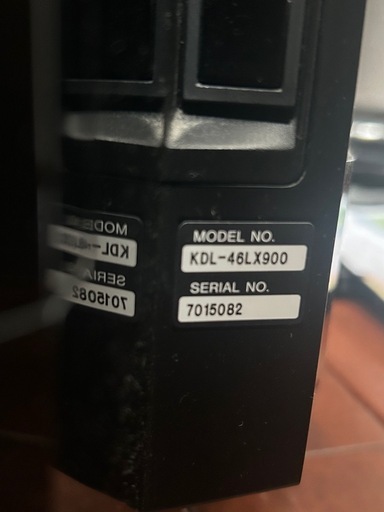 MODEL NO.
KDL-46LX900
SERIAL NO.
7015082